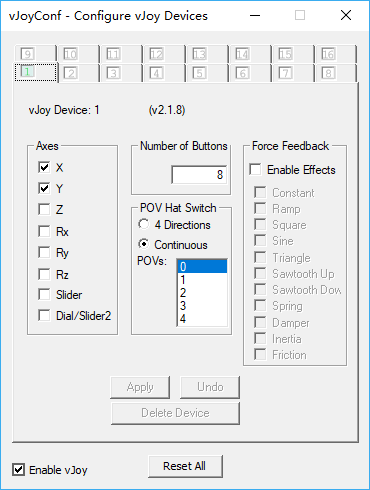 vJoyConf - Configure vJoy Devices
9 10 11 12 13 14 15 16
1 2 3 4 5 6 7 8
vJoy Device: 1 (v2.1.8)
Axes
X
Y
Z
Rx
Ry
Rz
Slider
Dial/Slider2
Number of Buttons
8
POV Hat Switch
4 Directions
Continuous
POVs:
0
1
2
3
4
Force Feedback
Enable Effects
Constant
Ramp
Square
Sine
Triangle
Sawtooth Up
Sawtooth Dow
Spring
Damper
Inertia
Friction
Apply Undo
Delete Device
Enable vJoy Reset All